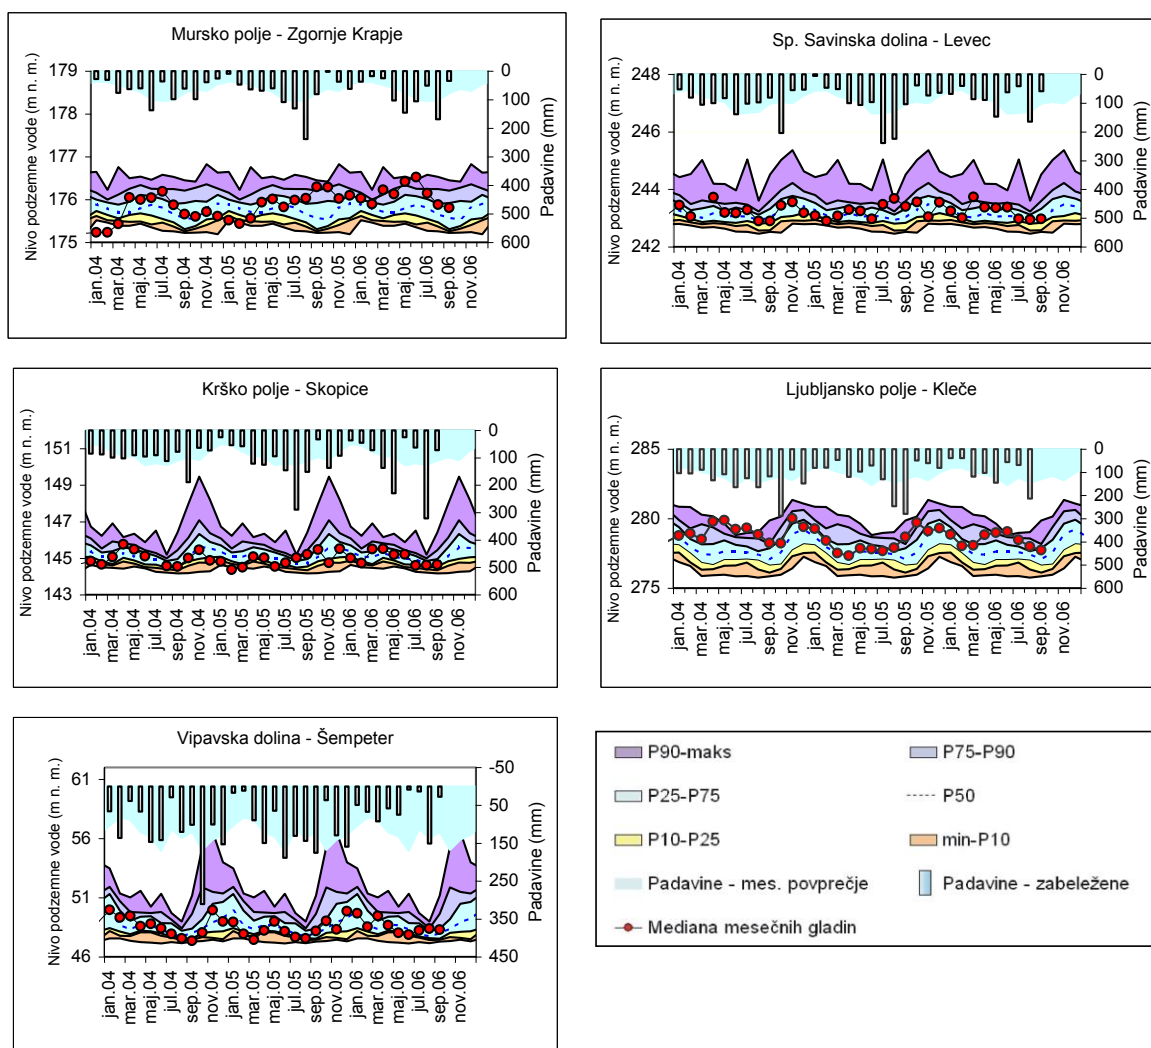 Mursko polje - Zgornje Krapje
Nivo podzemne vode (m n. m.)
179
178
177
176
175
0
100
200
300
400
500
600
Padavine (mm)
jan.04
mar.04
maj.04
jul.04
sep.04
nov.04
jan.05
mar.05
maj.05
jul.05
sep.05
nov.05
jan.06
mar.06
maj.06
jul.06
sep.06
nov.06
Sp. Savinska dolina - Levec
Nivo podzemne vode (m n. m.)
248
246
244
242
0
100
200
300
400
500
600
Padavine (mm)
jan.04
mar.04
maj.04
jul.04
sep.04
nov.04
jan.05
mar.05
maj.05
jul.05
sep.05
nov.05
jan.06
mar.06
maj.06
jul.06
sep.06
nov.06
Krško polje - Skopice
Nivo podzemne vode (m n. m.)
151
149
147
145
143
0
100
200
300
400
500
600
Padavine (mm)
jan.04
mar.04
maj.04
jul.04
sep.04
nov.04
jan.05
mar.05
maj.05
jul.05
sep.05
nov.05
jan.06
mar.06
maj.06
jul.06
sep.06
nov.06
Ljubljansko polje - Kleče
Nivo podzemne vode (m n. m.)
285
280
275
0
100
200
300
400
500
600
Padavine (mm)
jan.04
mar.04
maj.04
jul.04
sep.04
nov.04
jan.05
mar.05
maj.05
jul.05
sep.05
nov.05
jan.06
mar.06
maj.06
jul.06
sep.06
nov.06
Vipavska dolina - Šempeter
Nivo podzemne vode (m n. m.)
61
56
51
46
-50
50
150
250
350
450
Padavine (mm)
jan.04
mar.04
maj.04
jul.04
sep.04
nov.04
jan.05
mar.05
maj.05
jul.05
sep.05
nov.05
jan.06
mar.06
maj.06
jul.06
sep.06
nov.06
P90-maks
P75-P90
P25-P75
P50
P10-P25
min-P10
Padavine - mes. povprečje
Padavine - zabeležene
Mediana mesečnih gladin